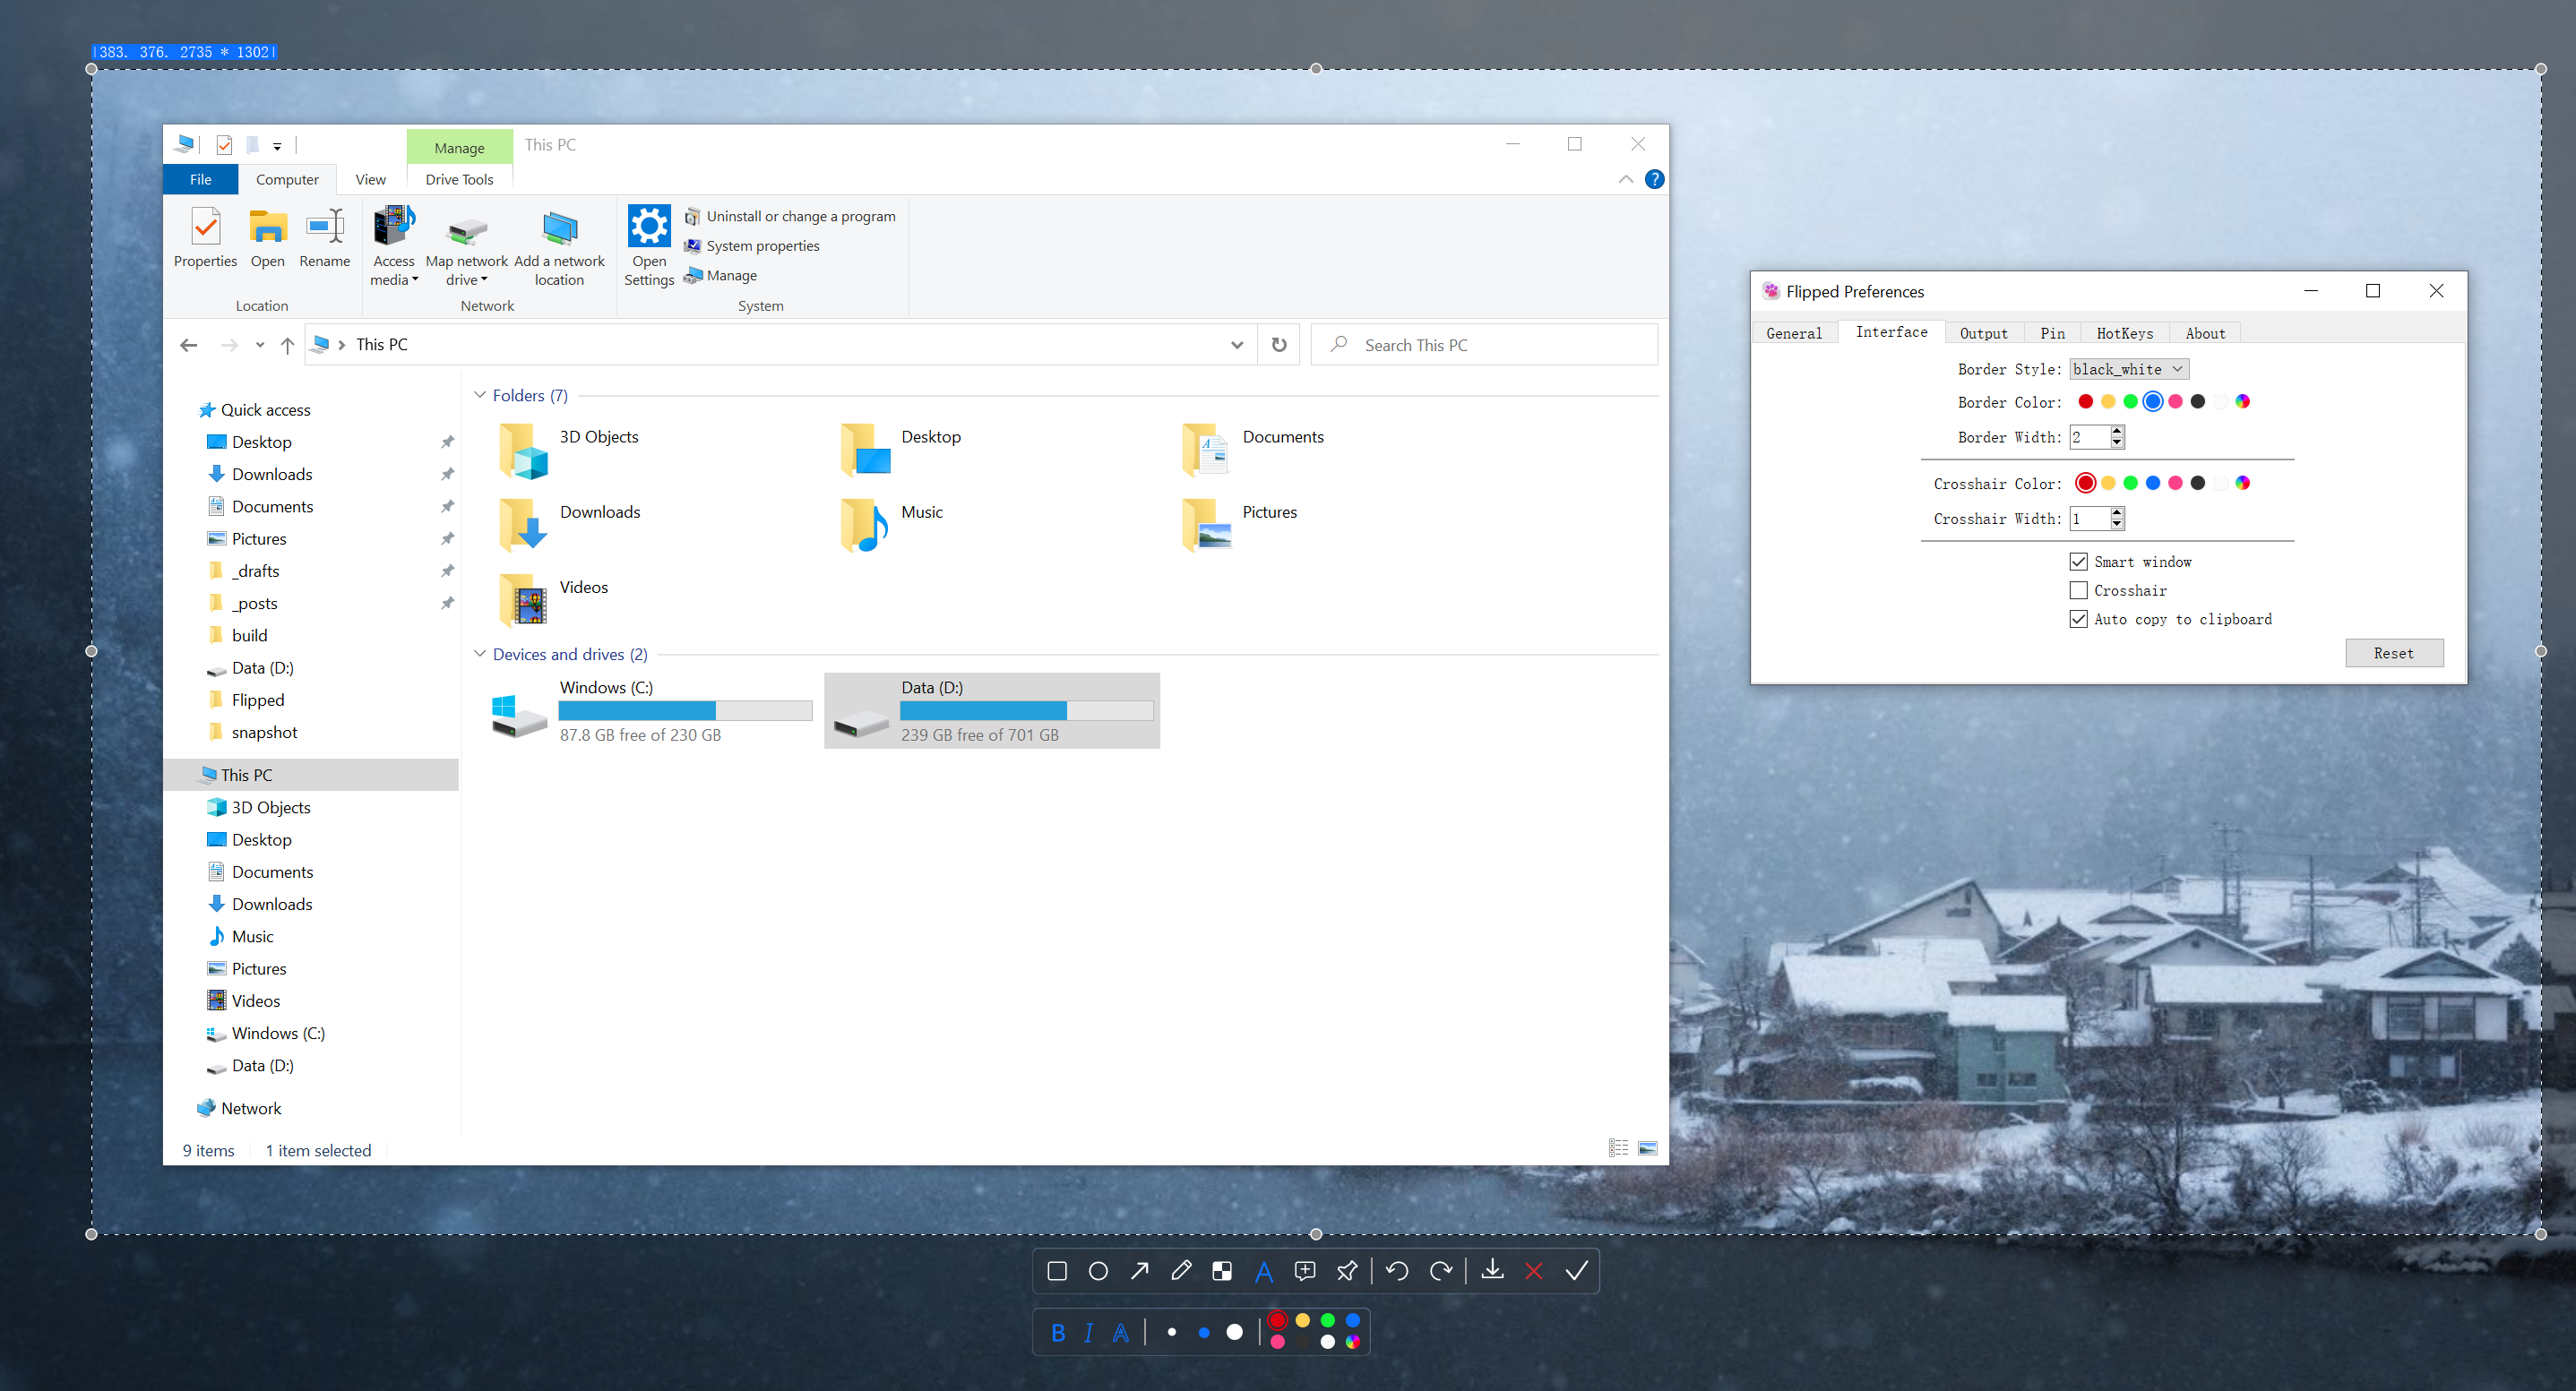 383. 376. 2735 * 1302
Manage
This PC
File
Computer
View
Drive Tools
Properties
Open
Rename
Location
Access media
Map network drive
Add a network location
Network
Open Settings
Uninstall or change a program
System properties
Manage
System
This PC
Search This PC
Quick access
Desktop
Downloads
Documents
Pictures
_drafts
_posts
build
Data (D:)
Flipped
snapshot
This PC
3D Objects
Desktop
Documents
Downloads
Music
Pictures
Videos
Windows (C:)
Data (D:)
Network
Folders (7)
3D Objects
Desktop
Documents
Downloads
Music
Pictures
Videos
Devices and drives (2)
Windows (C:)
87.8 GB free of 230 GB
Data (D:)
239 GB free of 701 GB
9 items
1 item selected
Flipped Preferences
General
Interface
Output
Pin
HotKeys
About
Border Style: black_white
Border Color:
Border Width: 2
Crosshair Color:
Crosshair Width: 1
Smart window
Crosshair
Auto copy to clipboard
Reset
A
B I A